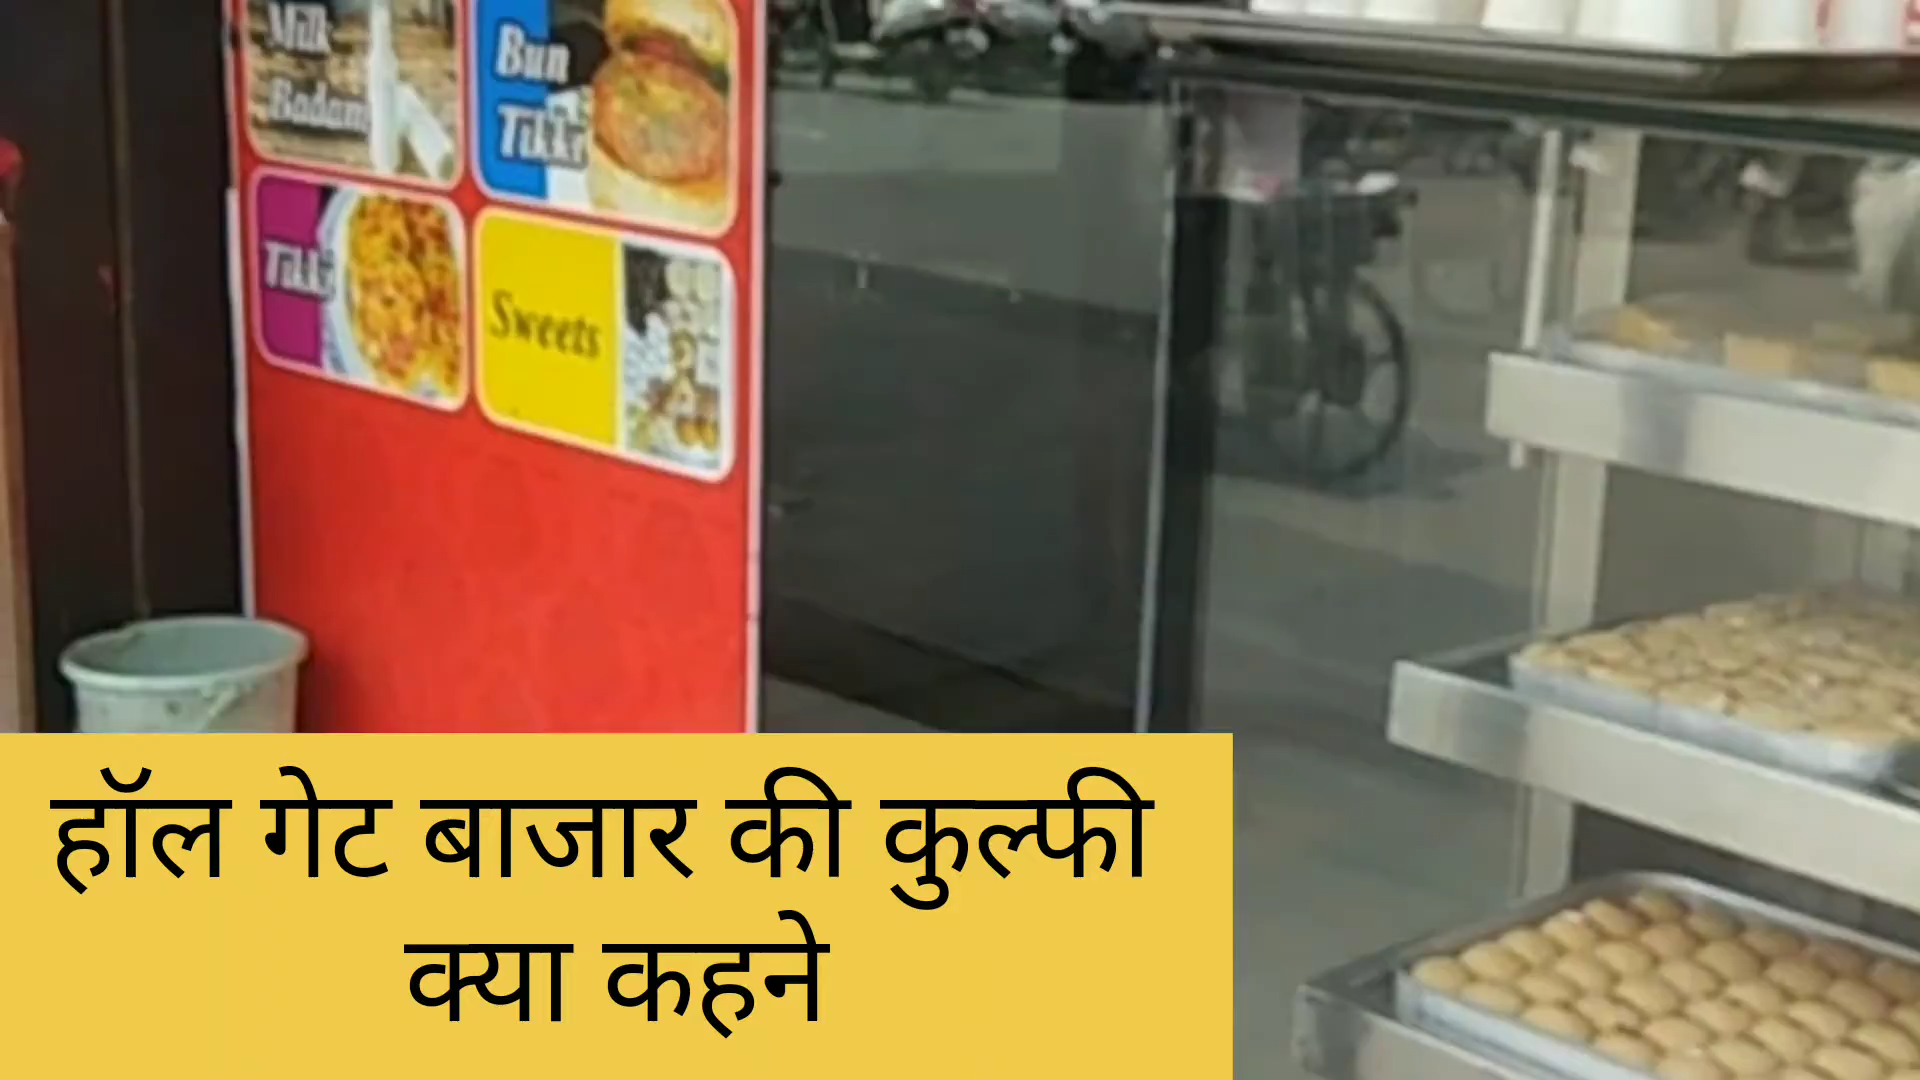 Milk
Badam
Bun
Tikki
Tikki
Sweets
हॉल गेट बाजार की कुल्फी
क्या कहने